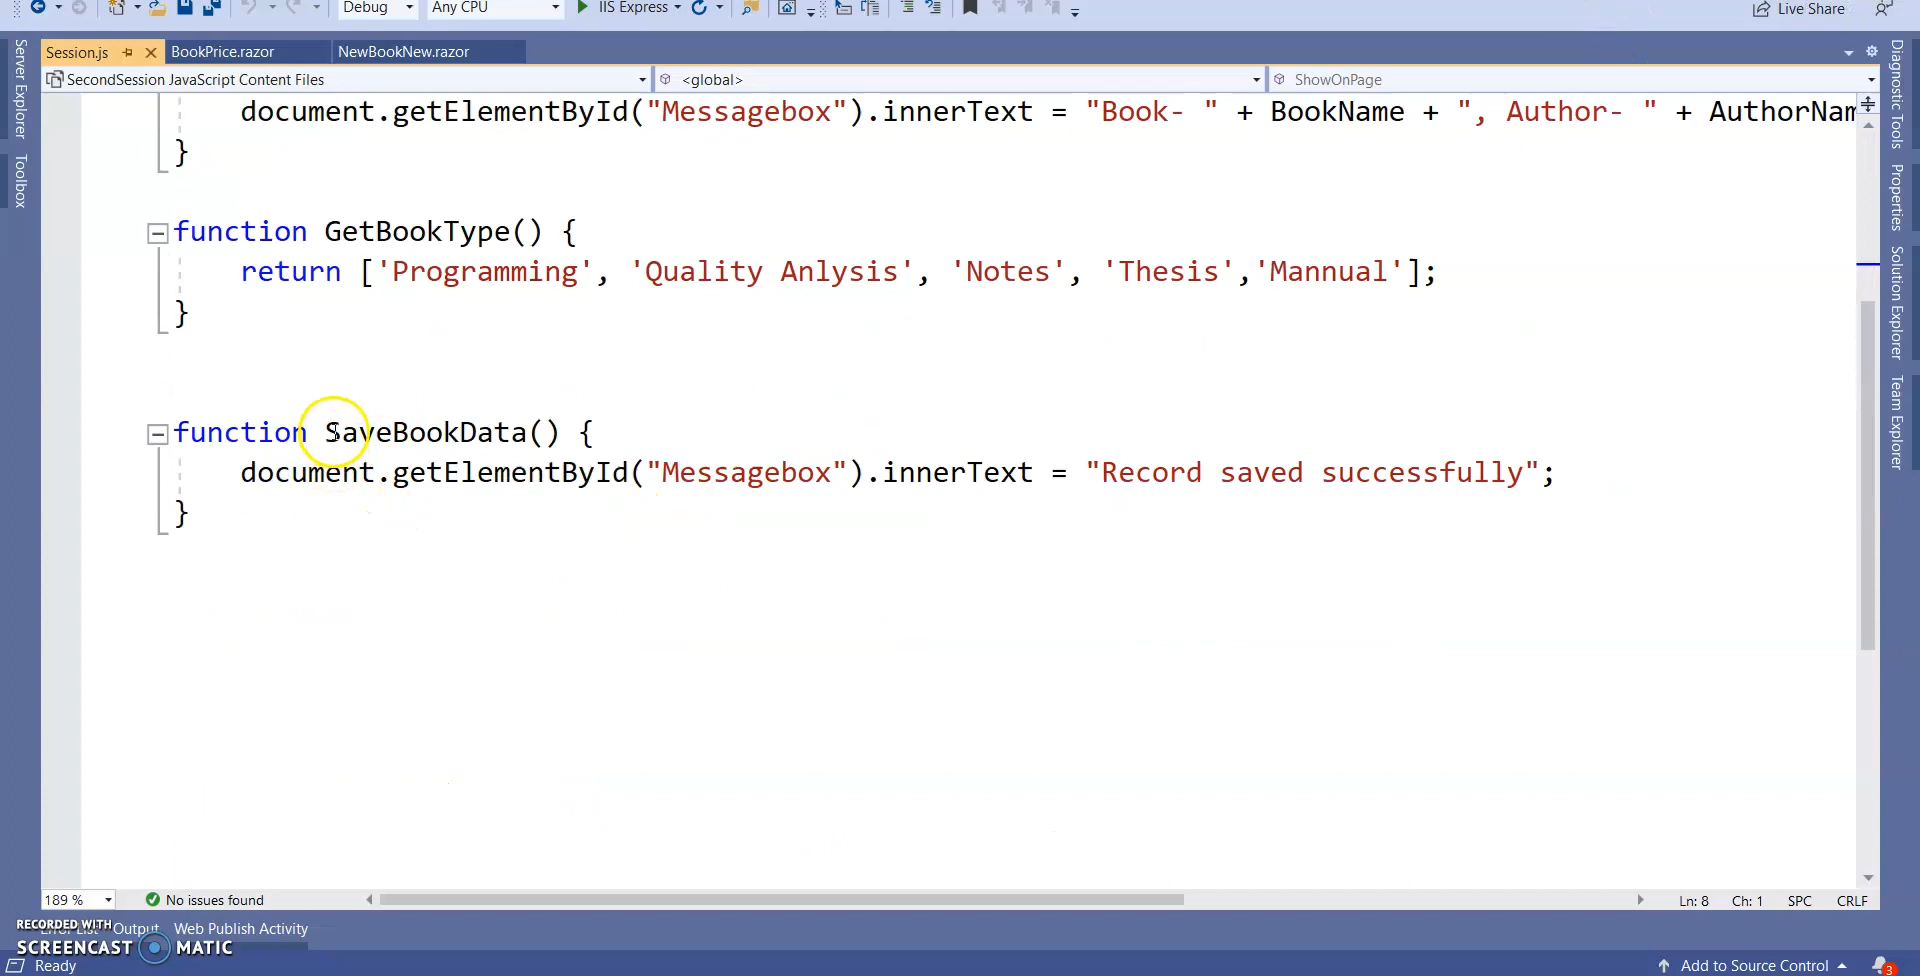 Debug Any CPU IIS Express Live Share
Session.js BookPrice.razor NewBookNew.razor
SecondSession JavaScript Content Files <global> ShowOnPage
document.getElementById("Messagebox").innerText = "Book- " + BookName + ", Author- " + AuthorNam
}
function GetBookType() {
return ['Programming', 'Quality Anlysis', 'Notes', 'Thesis','Mannual'];
}
function SaveBookData() {
document.getElementById("Messagebox").innerText = "Record saved successfully";
}
Server Explorer
Toolbox
Diagnostic Tools
Properties
Solution Explorer
Team Explorer
189 % No issues found Ln: 8 Ch: 1 SPC CRLF
RECORDED WITH
SCREENCAST MATIC
Error List Output Web Publish Activity
Ready Add to Source Control 3